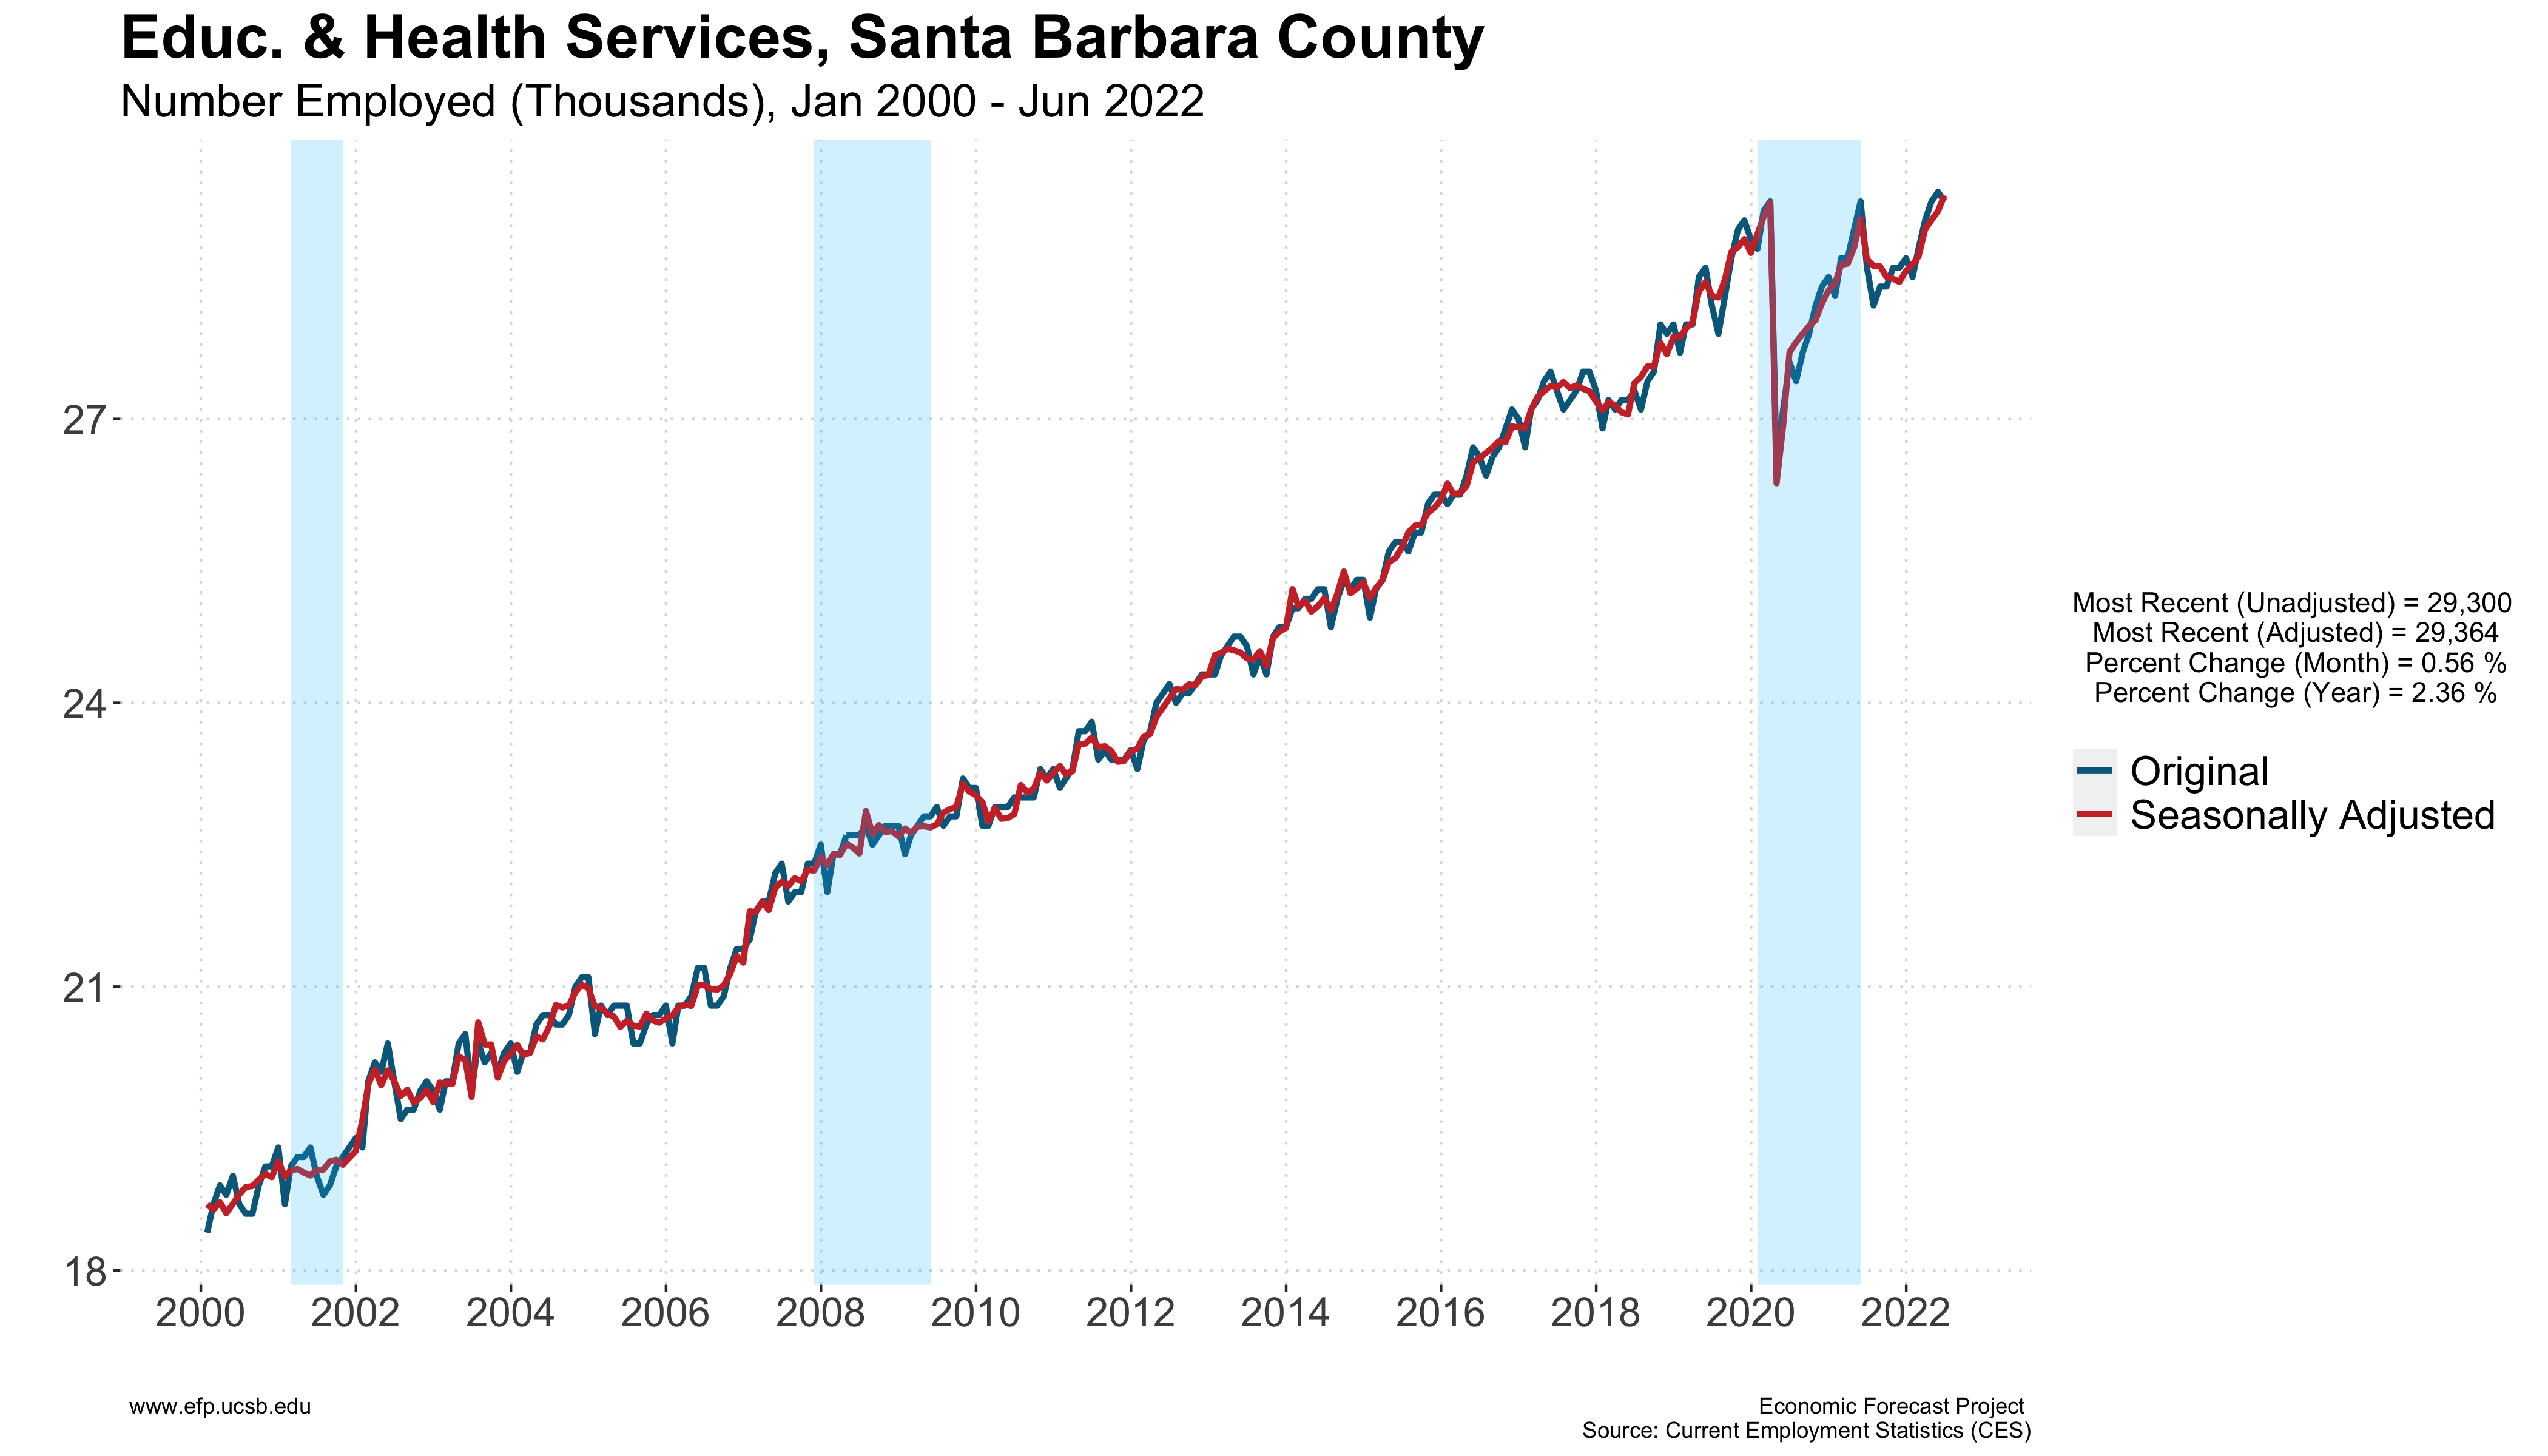 Educ. & Health Services, Santa Barbara County
Number Employed (Thousands), Jan 2000 - Jun 2022
27
24
21
18
2000 2002 2004 2006 2008 2010 2012 2014 2016 2018 2020 2022
Most Recent (Unadjusted) = 29,300
Most Recent (Adjusted) = 29,364
Percent Change (Month) = 0.56 %
Percent Change (Year) = 2.36 %
Original
Seasonally Adjusted
www.efp.ucsb.edu
Economic Forecast Project
Source: Current Employment Statistics (CES)